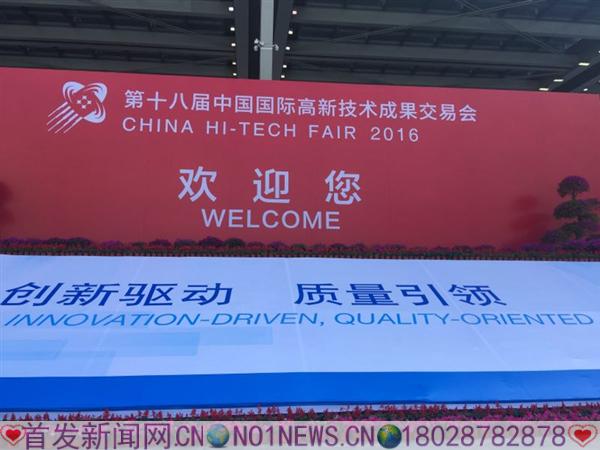 第十八届中国国际高新技术成果交易会
CHINA HI-TECH FAIR 2016
欢迎您
WELCOME
创新驱动 质量引领
INNOVATION-DRIVEN, QUALITY-ORIENTED
首发新闻网.CN NO1NEWS.CN 18028782878